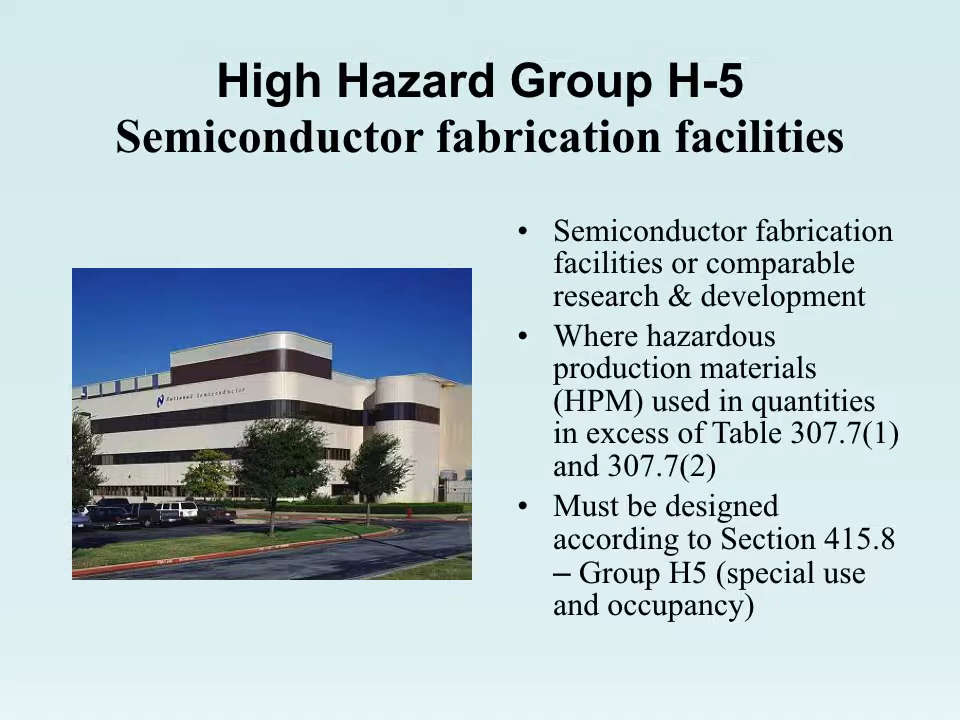 High Hazard Group H-5
Semiconductor fabrication facilities
• Semiconductor fabrication
facilities or comparable
research & development
• Where hazardous
production materials
(HPM) used in quantities
in excess of Table 307.7(1)
and 307.7(2)
• Must be designed
according to Section 415.8
– Group H5 (special use
and occupancy)
National Semiconductor